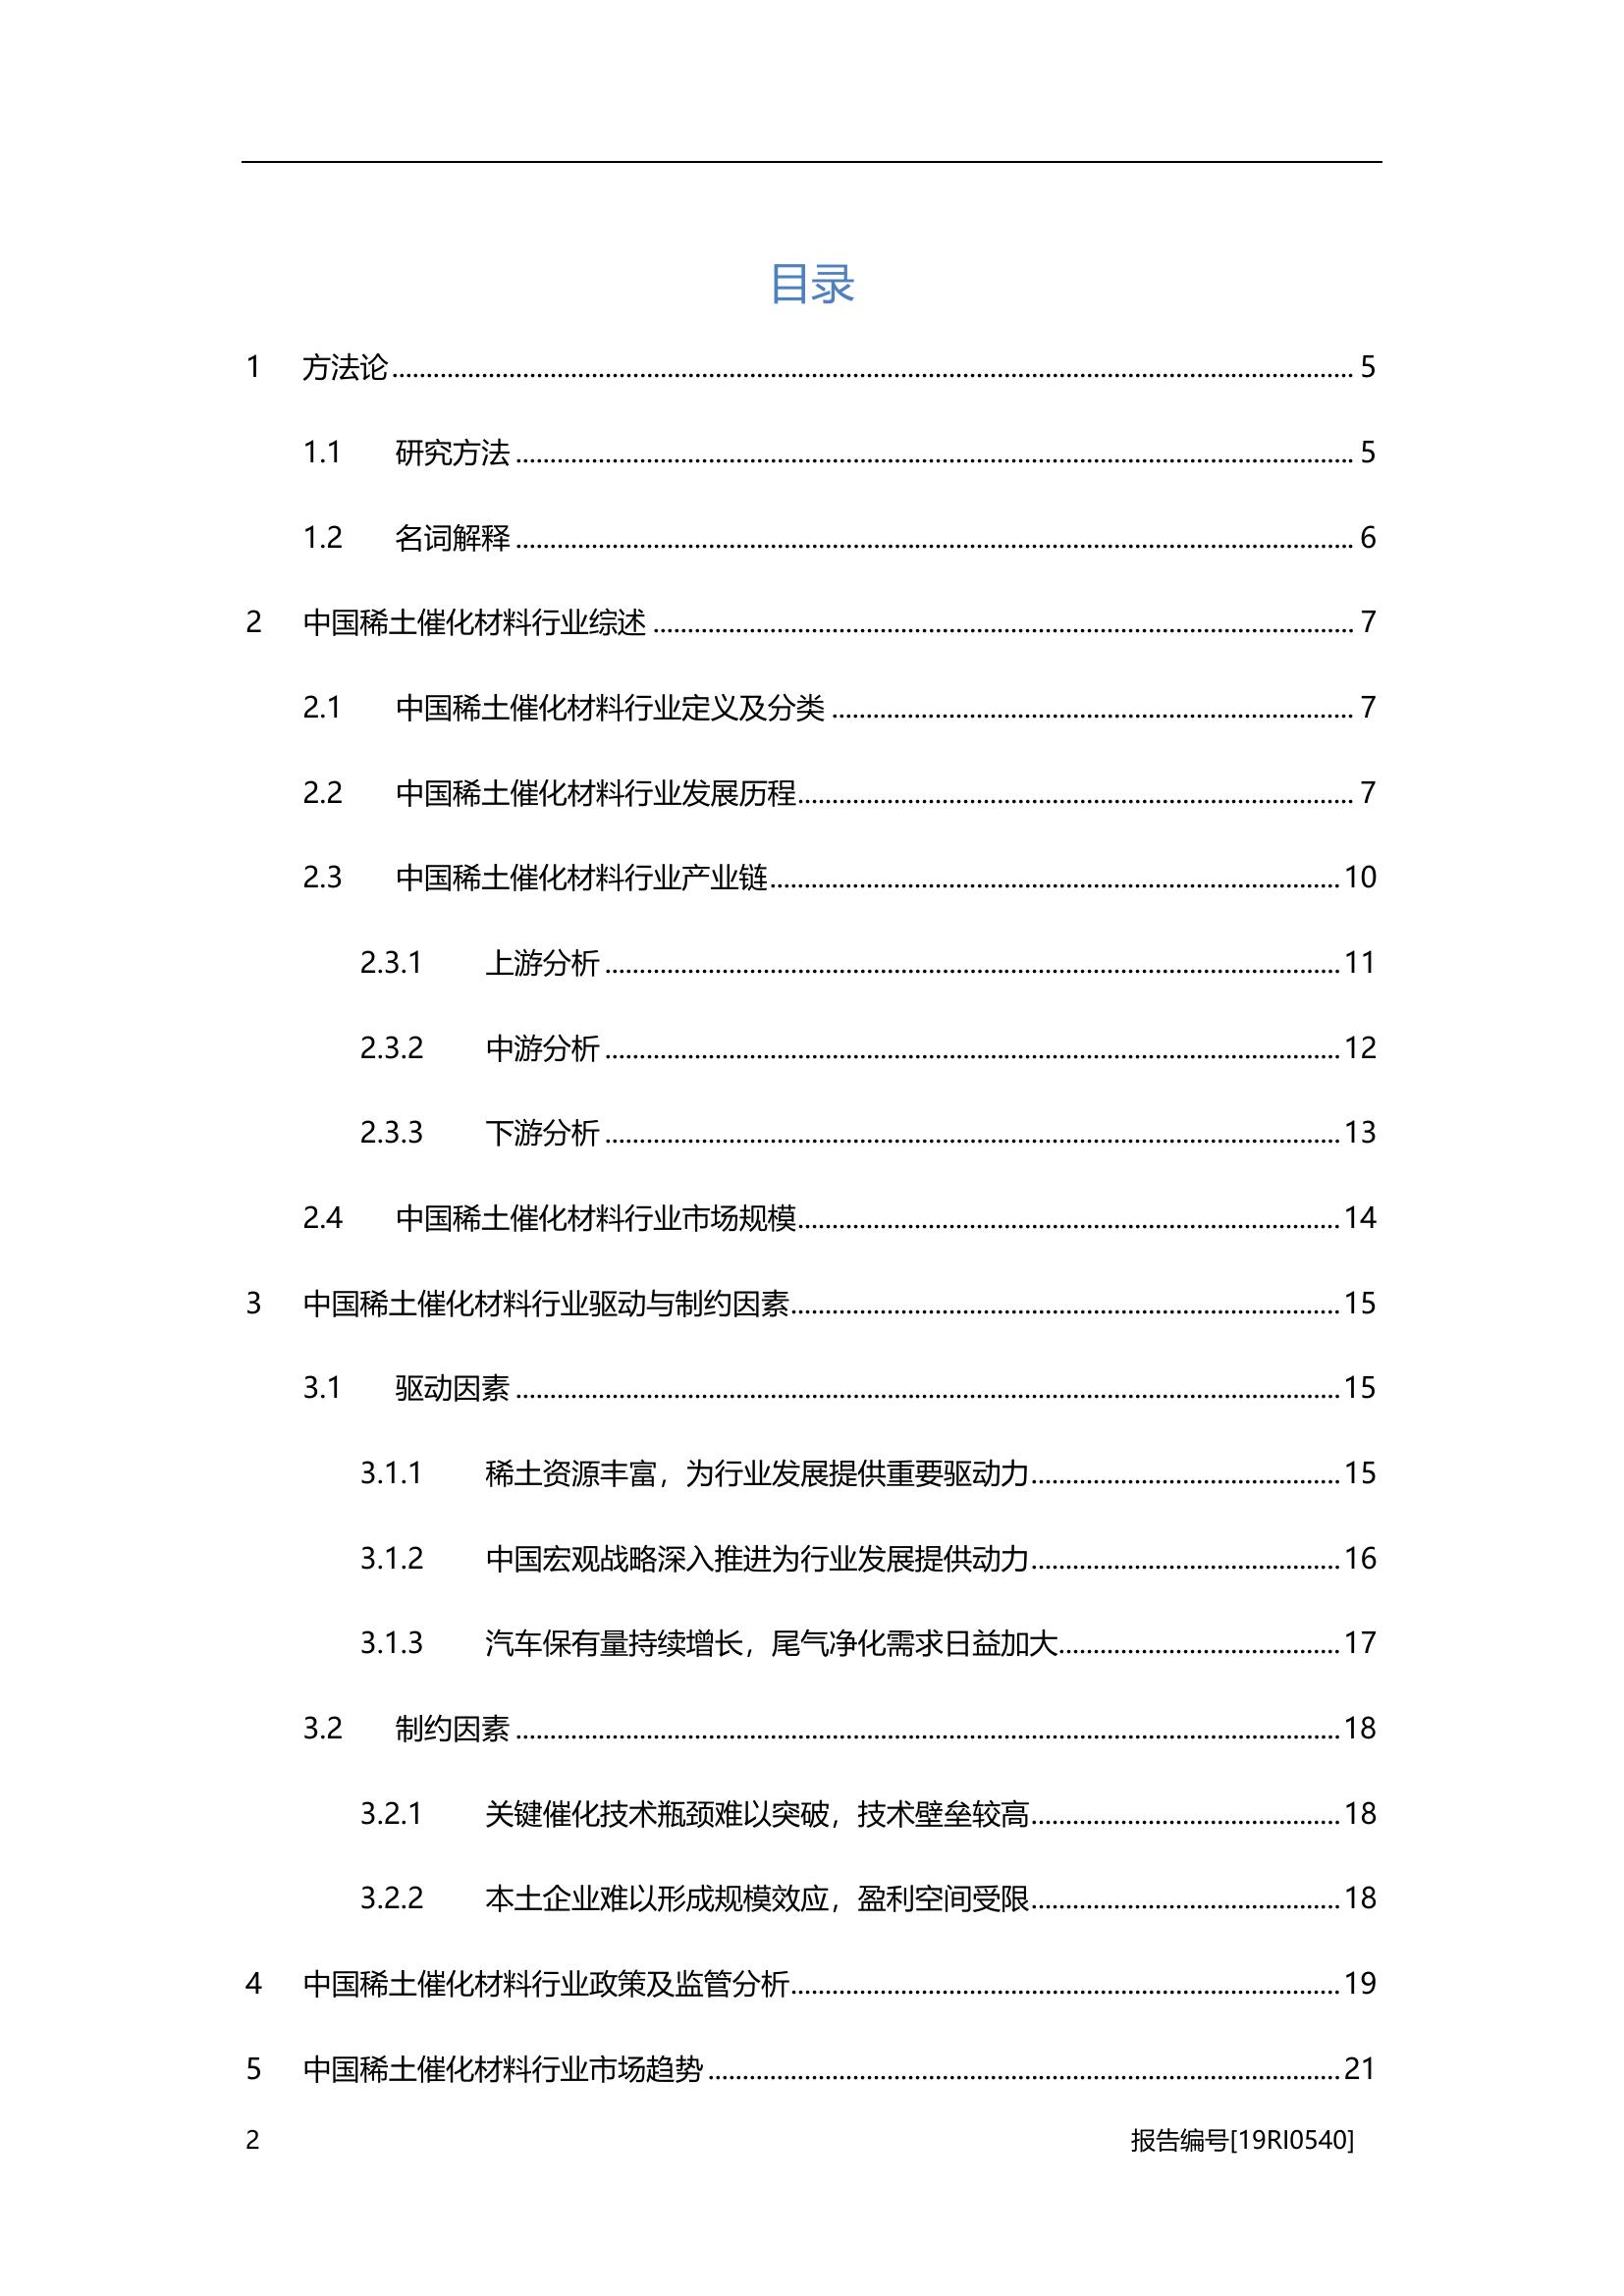 目录
1 方法论 5
1.1 研究方法 5
1.2 名词解释 6
2 中国稀土催化材料行业综述 7
2.1 中国稀土催化材料行业定义及分类 7
2.2 中国稀土催化材料行业发展历程 7
2.3 中国稀土催化材料行业产业链 10
2.3.1 上游分析 11
2.3.2 中游分析 12
2.3.3 下游分析 13
2.4 中国稀土催化材料行业市场规模 14
3 中国稀土催化材料行业驱动与制约因素 15
3.1 驱动因素 15
3.1.1 稀土资源丰富，为行业发展提供重要驱动力 15
3.1.2 中国宏观战略深入推进为行业发展提供动力 16
3.1.3 汽车保有量持续增长，尾气净化需求日益加大 17
3.2 制约因素 18
3.2.1 关键催化技术瓶颈难以突破，技术壁垒较高 18
3.2.2 本土企业难以形成规模效应，盈利空间受限 18
4 中国稀土催化材料行业政策及监管分析 19
5 中国稀土催化材料行业市场趋势 21
2 报告编号[19RI0540]